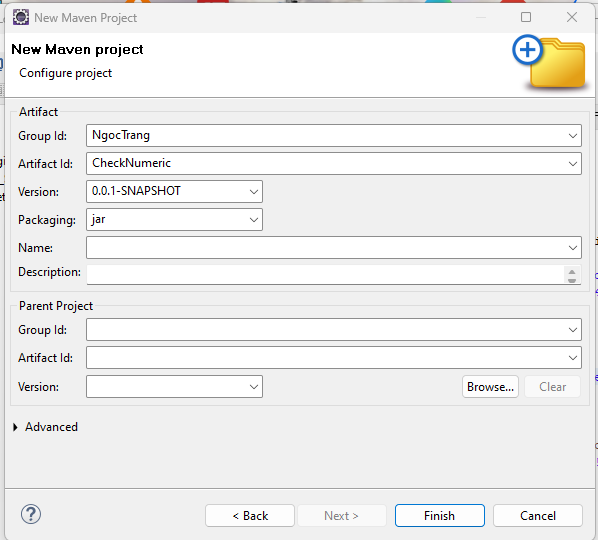 New Maven Project
New Maven project
Configure project
Artifact
Group Id: NgocTrang
Artifact Id: CheckNumeric
Version: 0.0.1-SNAPSHOT
Packaging: jar
Name:
Description:
Parent Project
Group Id:
Artifact Id:
Version: Browse... Clear
Advanced
? < Back Next > Finish Cancel